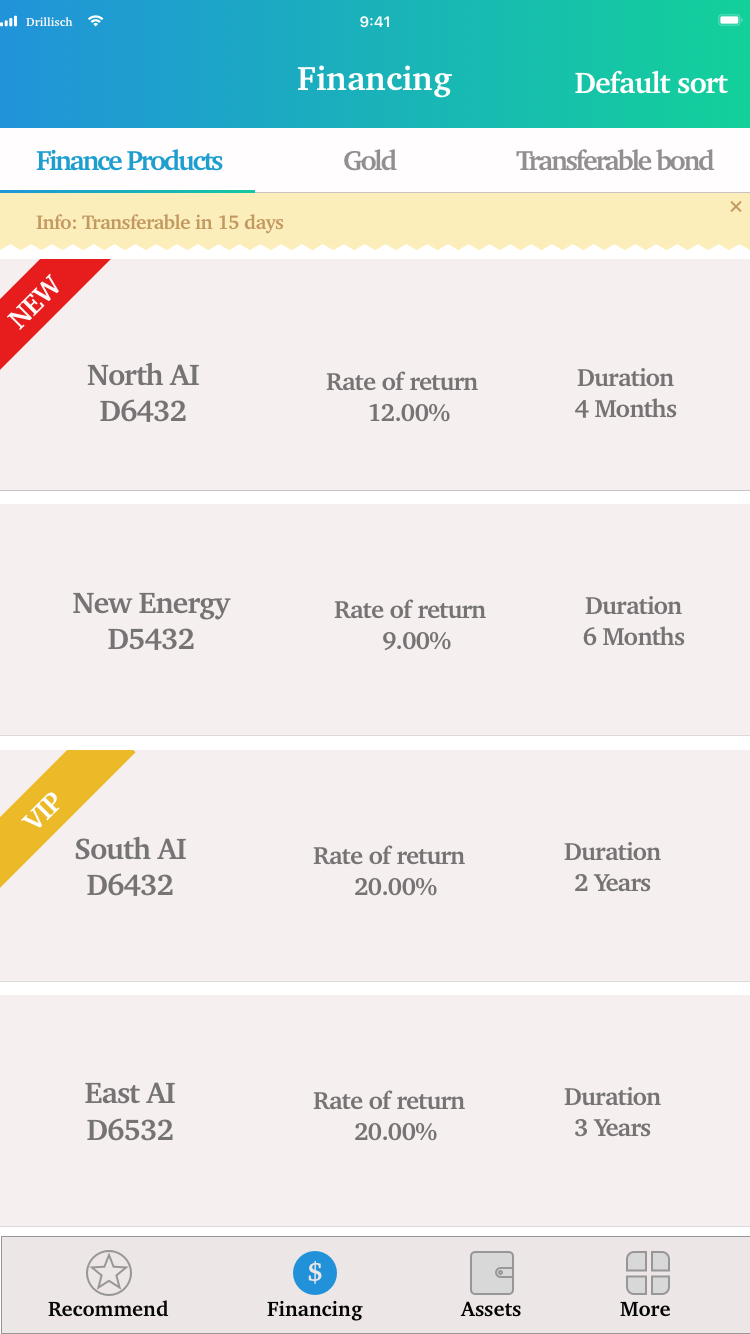 Drillisch
9:41
Financing
Default sort
Finance Products
Gold
Transferable bond
Info: Transferable in 15 days
NEW
North AI
D6432
Rate of return
12.00%
Duration
4 Months
New Energy
D5432
Rate of return
9.00%
Duration
6 Months
VIP
South AI
D6432
Rate of return
20.00%
Duration
2 Years
East AI
D6532
Rate of return
20.00%
Duration
3 Years
$
Recommend
Financing
Assets
More